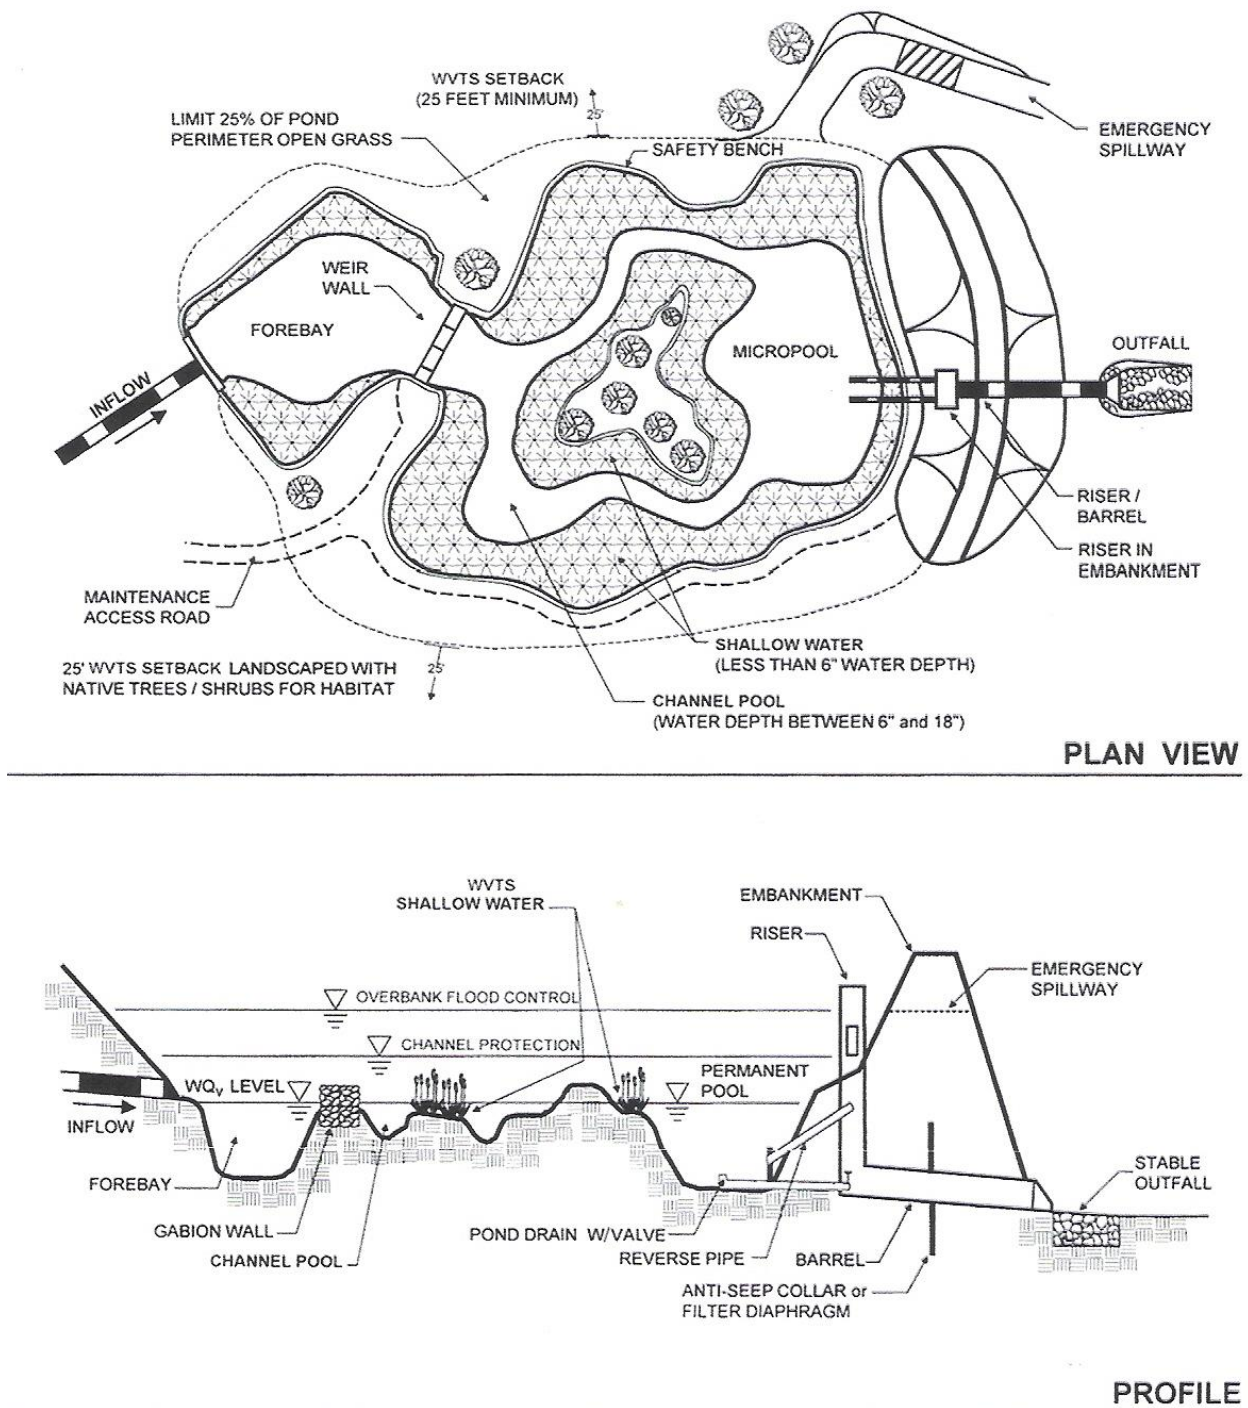 WVTS SETBACK
(25 FEET MINIMUM)
25'
LIMIT 25% OF POND
PERIMETER OPEN GRASS
SAFETY BENCH
EMERGENCY
SPILLWAY
WEIR
WALL
FOREBAY
MICROPOOL
OUTFALL
INFLOW
RISER /
BARREL
RISER IN
EMBANKMENT
MAINTENANCE
ACCESS ROAD
SHALLOW WATER
(LESS THAN 6" WATER DEPTH)
25' WVTS SETBACK LANDSCAPED WITH
NATIVE TREES / SHRUBS FOR HABITAT
25'
CHANNEL POOL
(WATER DEPTH BETWEEN 6" and 18")
PLAN VIEW
WVTS
SHALLOW WATER
EMBANKMENT
RISER
EMERGENCY
SPILLWAY
OVERBANK FLOOD CONTROL
CHANNEL PROTECTION
WQv LEVEL
PERMANENT
POOL
INFLOW
FOREBAY
STABLE
OUTFALL
GABION WALL
POND DRAIN W/VALVE
CHANNEL POOL
REVERSE PIPE
BARREL
ANTI-SEEP COLLAR or
FILTER DIAPHRAGM
PROFILE